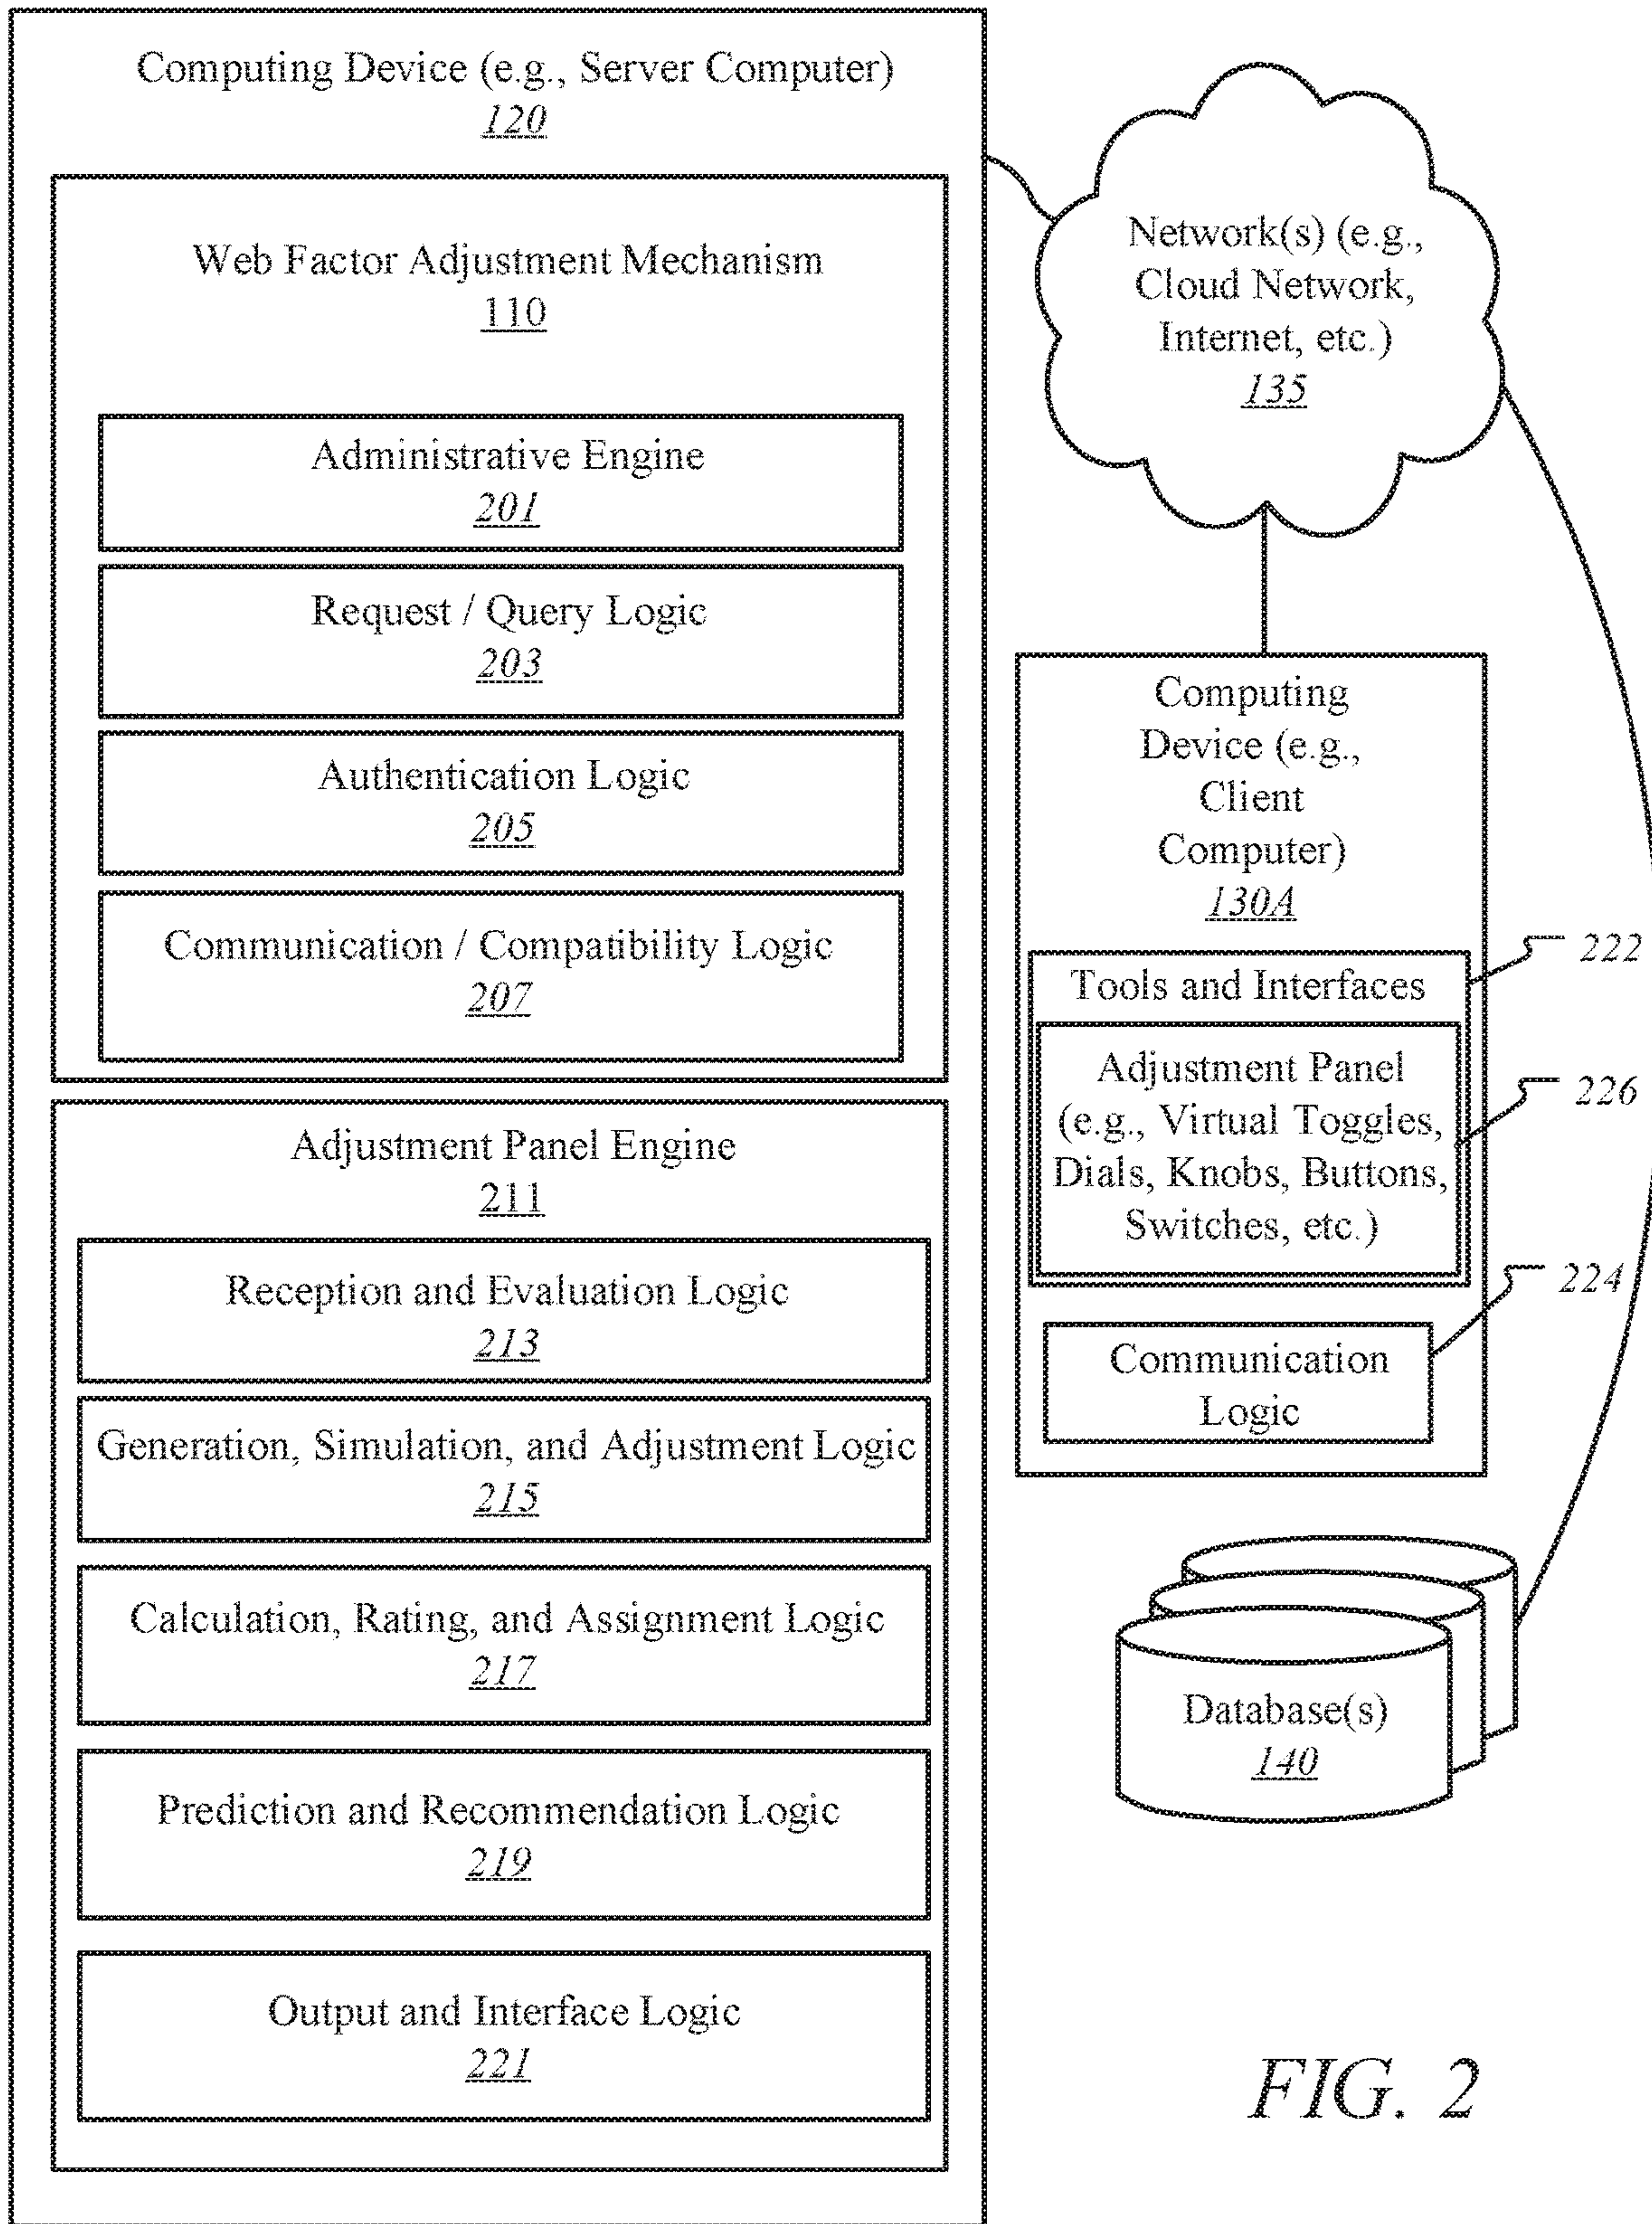 Computing Device (e.g., Server Computer)
120
Web Factor Adjustment Mechanism
110
Administrative Engine
201
Request / Query Logic
203
Authentication Logic
205
Communication / Compatibility Logic
207
Adjustment Panel Engine
211
Reception and Evaluation Logic
213
Generation, Simulation, and Adjustment Logic
215
Calculation, Rating, and Assignment Logic
217
Prediction and Recommendation Logic
219
Output and Interface Logic
221
Network(s) (e.g.,
Cloud Network,
Internet, etc.)
135
Computing
Device (e.g.,
Client
Computer)
130A
222
Tools and Interfaces
Adjustment Panel
(e.g., Virtual Toggles,
Dials, Knobs, Buttons,
Switches, etc.)
226
224
Communication
Logic
Database(s)
140
FIG. 2